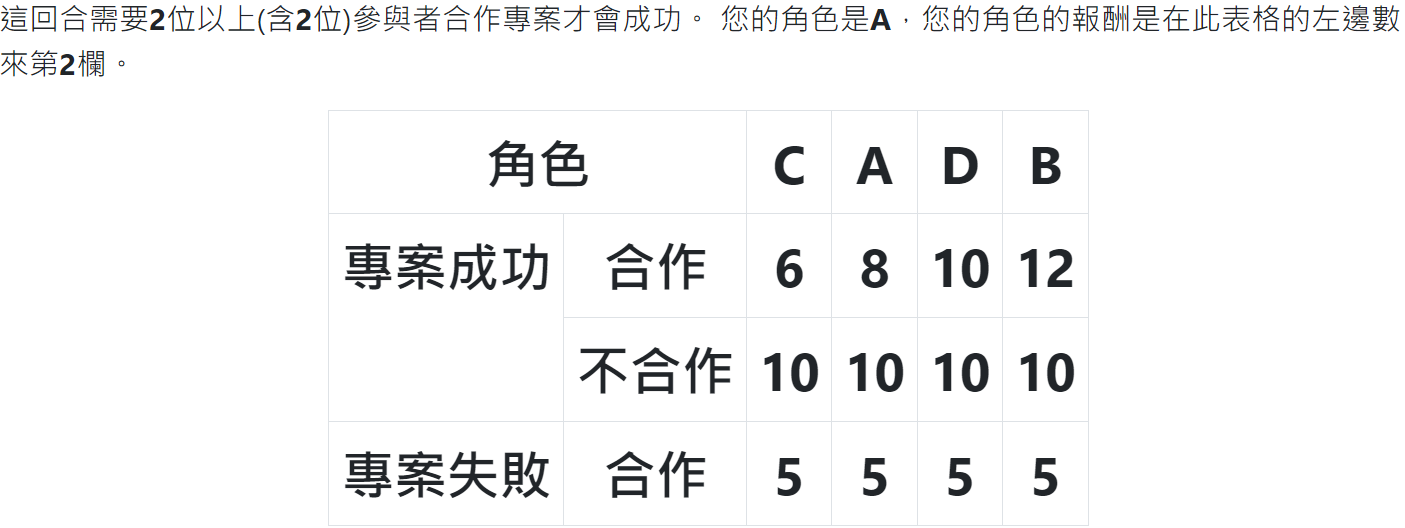 這回合需要2位以上(含2位)參與者合作專案才會成功。 您的角色是A，您的角色的報酬是在此表格的左邊數
來第2欄。
角色 C A D B
專案成功 合作 6 8 10 12
不合作 10 10 10 10
專案失敗 合作 5 5 5 5